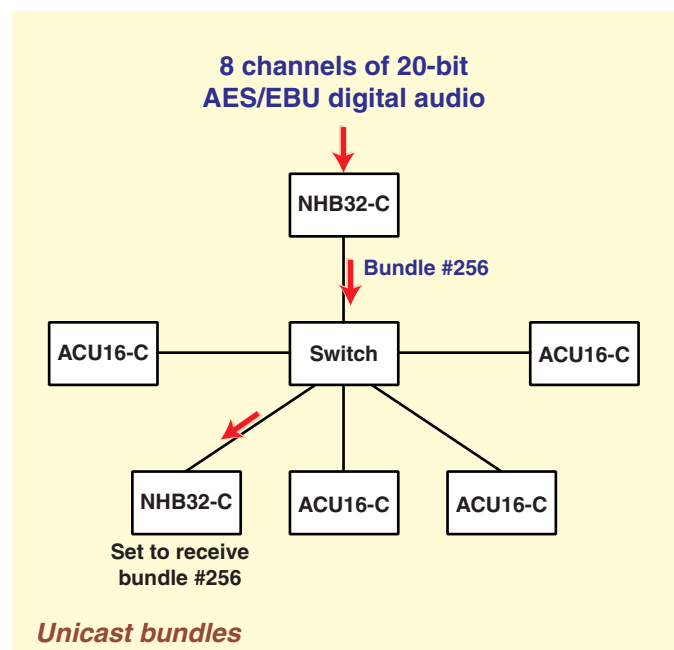 8 channels of 20-bit
AES/EBU digital audio
NHB32-C
Bundle #256
ACU16-C
Switch
ACU16-C
NHB32-C
ACU16-C
ACU16-C
Set to receive
bundle #256
Unicast bundles